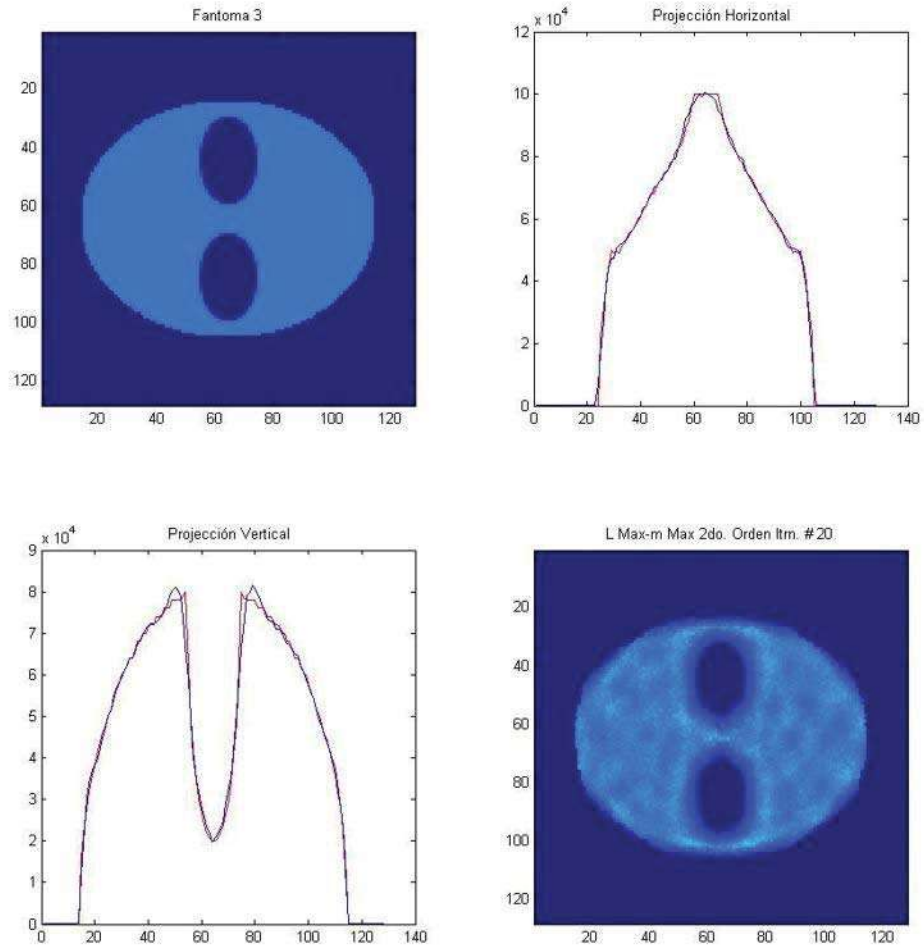 Fantoma 3
20
40
60
80
100
120
20 40 60 80 100 120
Projección Horizontal
x 10^4
12
10
8
6
4
2
0
0 20 40 60 80 100 120 140
Projección Vertical
x 10^4
9
8
7
6
5
4
3
2
1
0
0 20 40 60 80 100 120 140
L Max-m Max 2do. Orden Itrn. #20
20
40
60
80
100
120
20 40 60 80 100 120